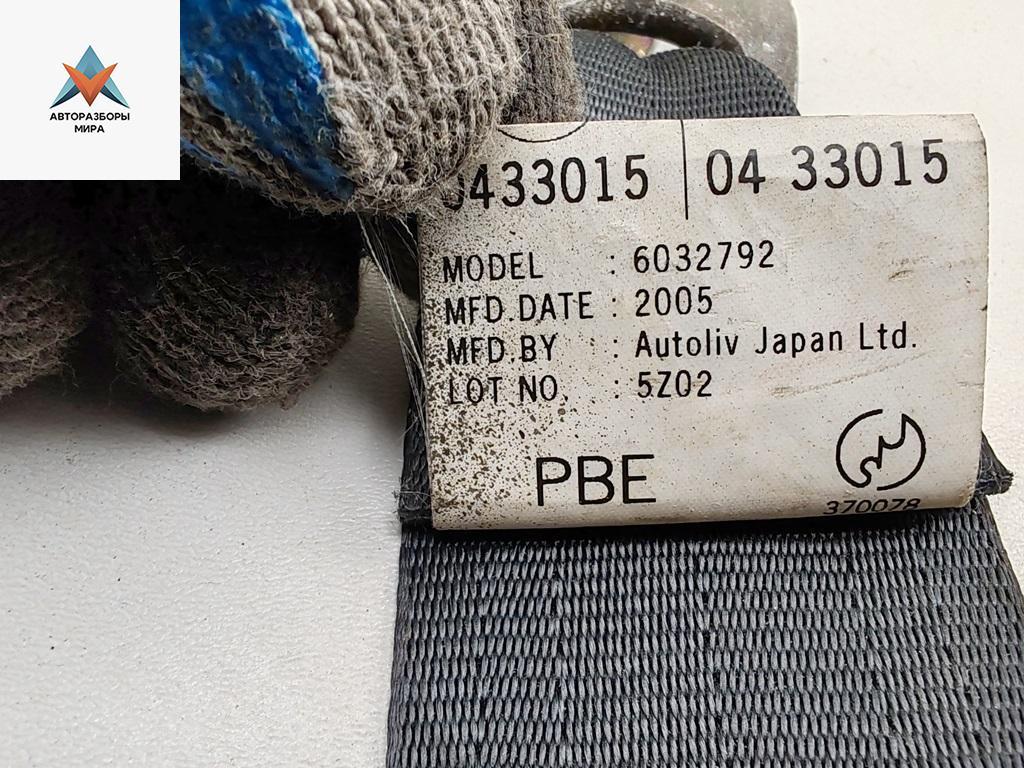 АВТОРАЗБОРЫ
МИРА
0433015 04 33015
MODEL : 6032792
MFD.DATE : 2005
MFD.BY : Autoliv Japan Ltd.
LOT NO. : 5Z02
PBE
370078